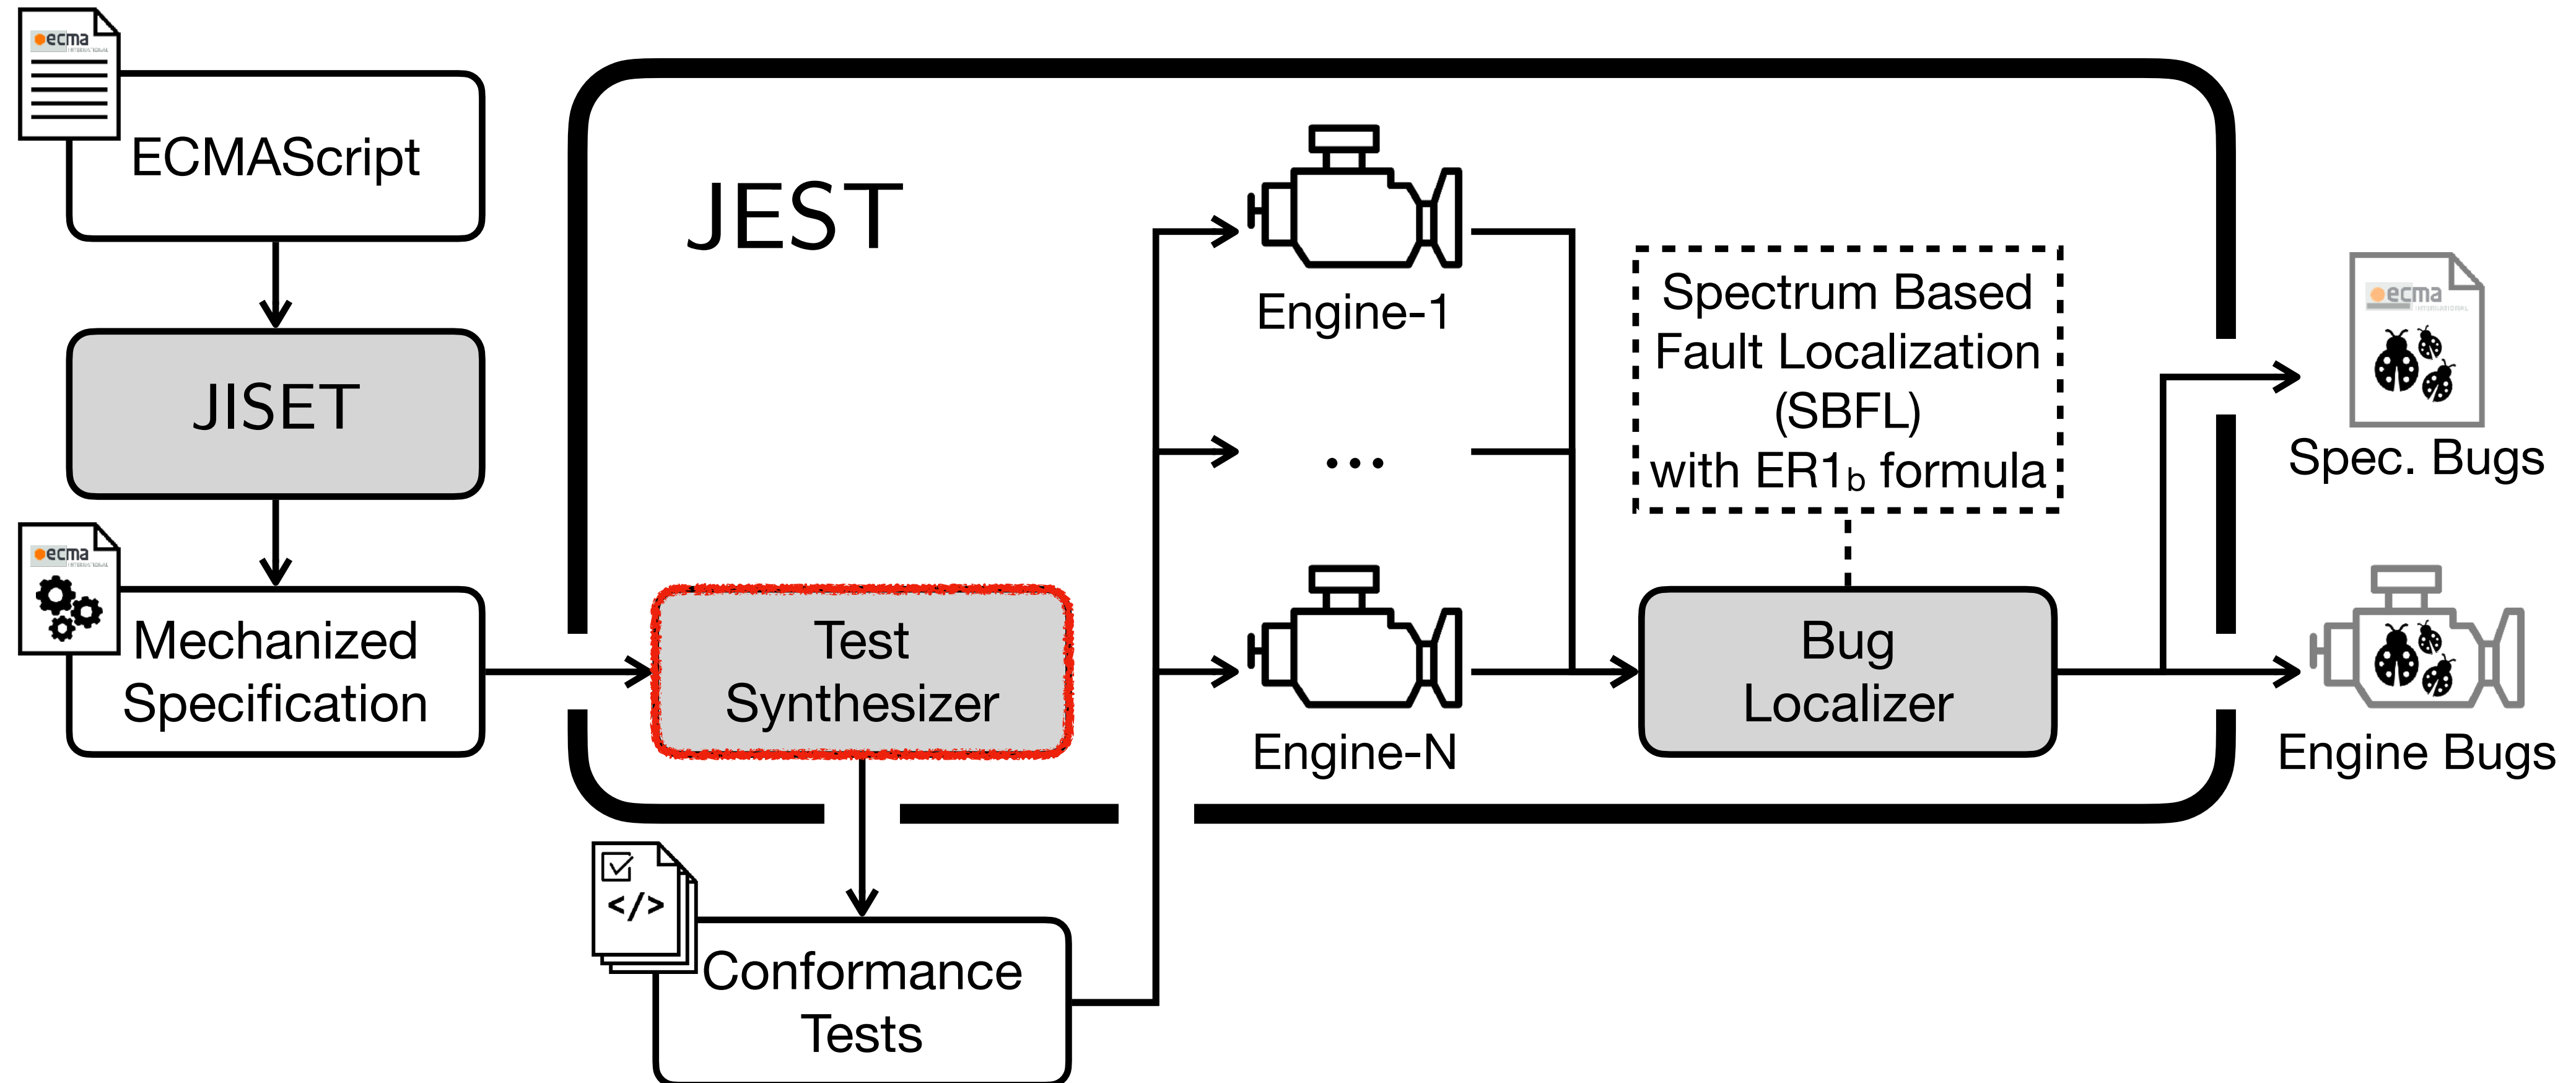 ecma
ECMAScript
JISET
ecma
Mechanized
Specification
JEST
Test
Synthesizer
</>
Conformance
Tests
Engine-1
...
Engine-N
Spectrum Based
Fault Localization
(SBFL)
with ER1b formula
Bug
Localizer
ecma
INTERNATIONAL
Spec. Bugs
Engine Bugs